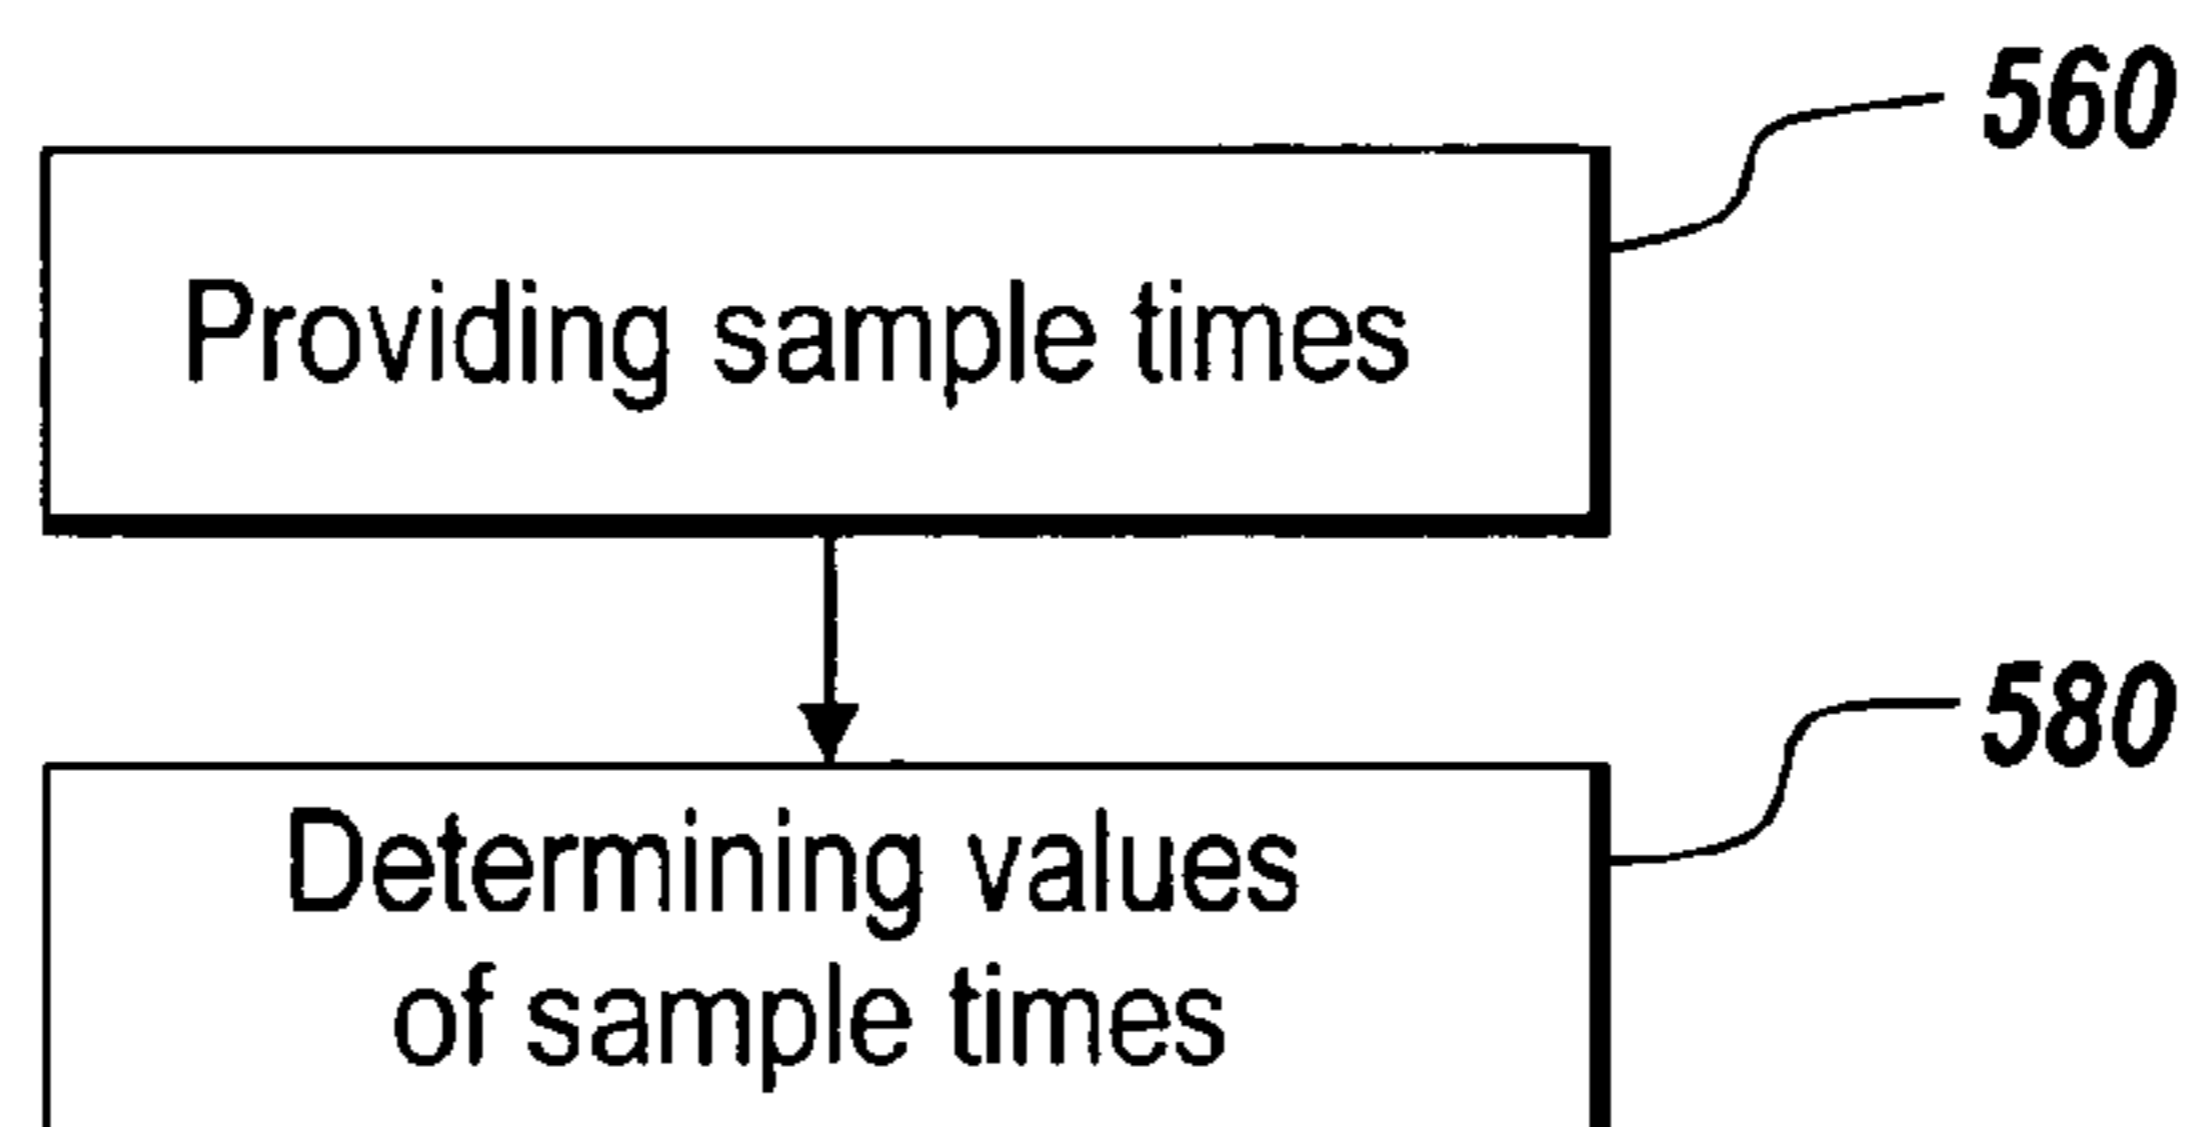 560
Providing sample times
580
Determining values
of sample times